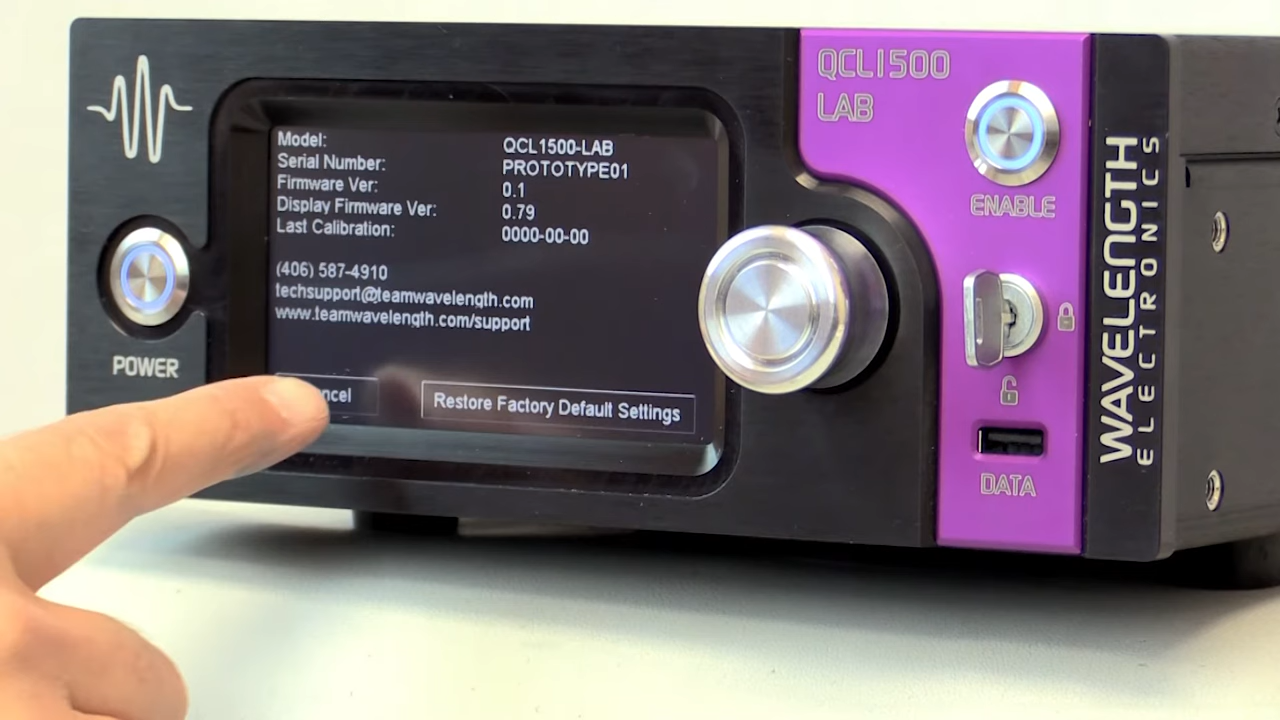 QCL1500
LAB
Model: QCL1500-LAB
Serial Number: PROTOTYPE01
Firmware Ver: 0.1
Display Firmware Ver: 0.79
Last Calibration: 0000-00-00
(406) 587-4910
techsupport@teamwavelength.com
www.teamwavelength.com/support
Restore Factory Default Settings
POWER
ENABLE
DATA
WAVELENGTH
ELECTRONICS